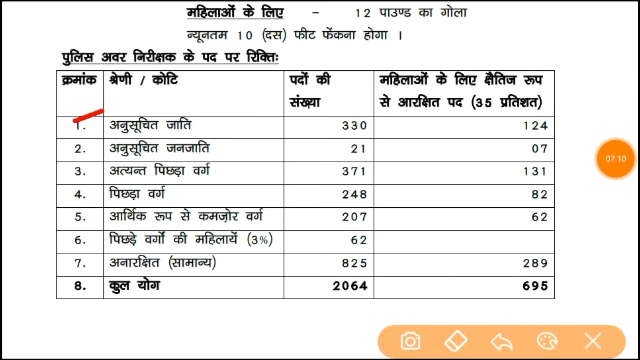 महिलाओं के लिए – 12 पाउण्ड का गोला
न्यूनतम 10 (दस) फीट फेंकना होगा ।
पुलिस अवर निरीक्षक के पद पर रिक्तिः
क्रमांक श्रेणी / कोटि पदों की संख्या महिलाओं के लिए क्षैतिज रूप से आरक्षित पद (35 प्रतिशत)
1. अनुसूचित जाति 330 124
2. अनुसूचित जनजाति 21 07
3. अत्यन्त पिछड़ा वर्ग 371 131
4. पिछड़ा वर्ग 248 82
5. आर्थिक रूप से कमज़ोर वर्ग 207 62
6. पिछड़े वर्गों की महिलायें (3%) 62
7. अनारक्षित (सामान्य) 825 289
8. कुल योग 2064 695
07:10